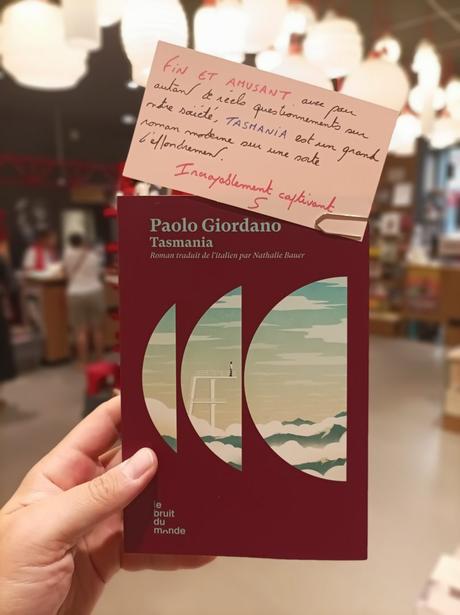 FIN ET AMUSANT avec pour
autant de réels questionnements sur
notre société, TASMANIA est un grand
roman moderne sur une sorte
d'effondrement.
Incroyablement captivant
S
Paolo Giordano
Tasmania
Roman traduit de l'italien par Nathalie Bauer
le
bruit
du
monde